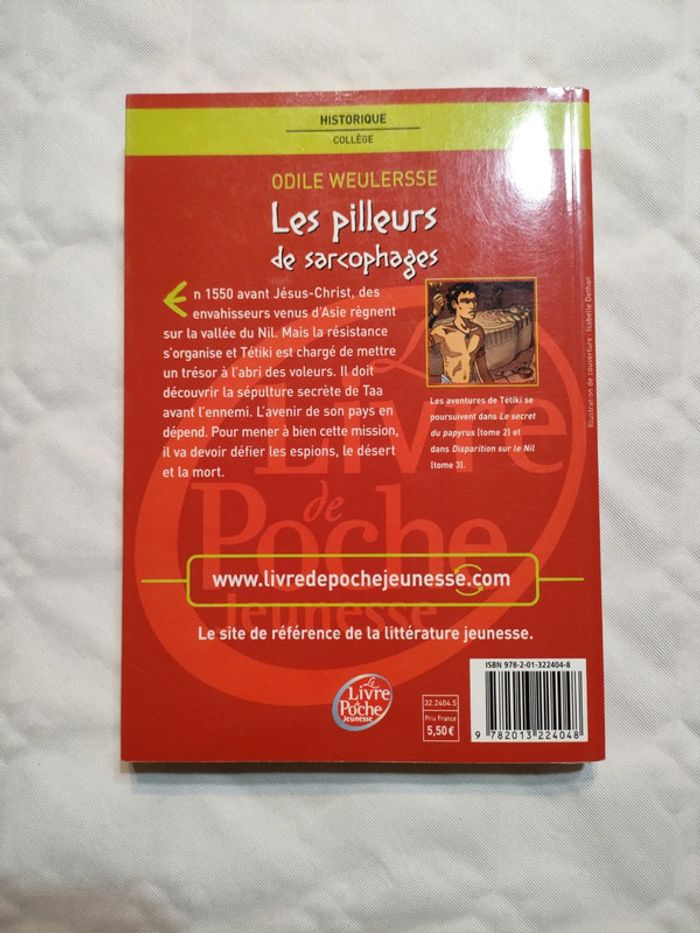 HISTORIQUE
COLLÈGE
ODILE WEULERSSE
Les pilleurs
de sarcophages
En 1550 avant Jésus-Christ, des
envahisseurs venus d'Asie règnent
sur la vallée du Nil. Mais la résistance
s'organise et Tétiki est chargé de mettre
un trésor à l'abri des voleurs. Il doit
découvrir la sépulture secrète de Taa
avant l'ennemi. L'avenir de son pays en
dépend. Pour mener à bien cette mission,
il va devoir défier les espions, le désert
et la mort.
Les aventures de Tétiki se
poursuivent dans Le secret
du papyrus (tome 2) et
dans Disparition sur le Nil
(tome 3).
Illustration de couverture : Isabelle Dethan
Livre
de
Poche
Jeunesse
www.livredepochejeunesse.com
Le site de référence de la littérature jeunesse.
Le
Livre
de
Poche
Jeunesse
32.2404.5
Prix France
5,50 €
ISBN 978-2-01-322404-8
9 782013 224048